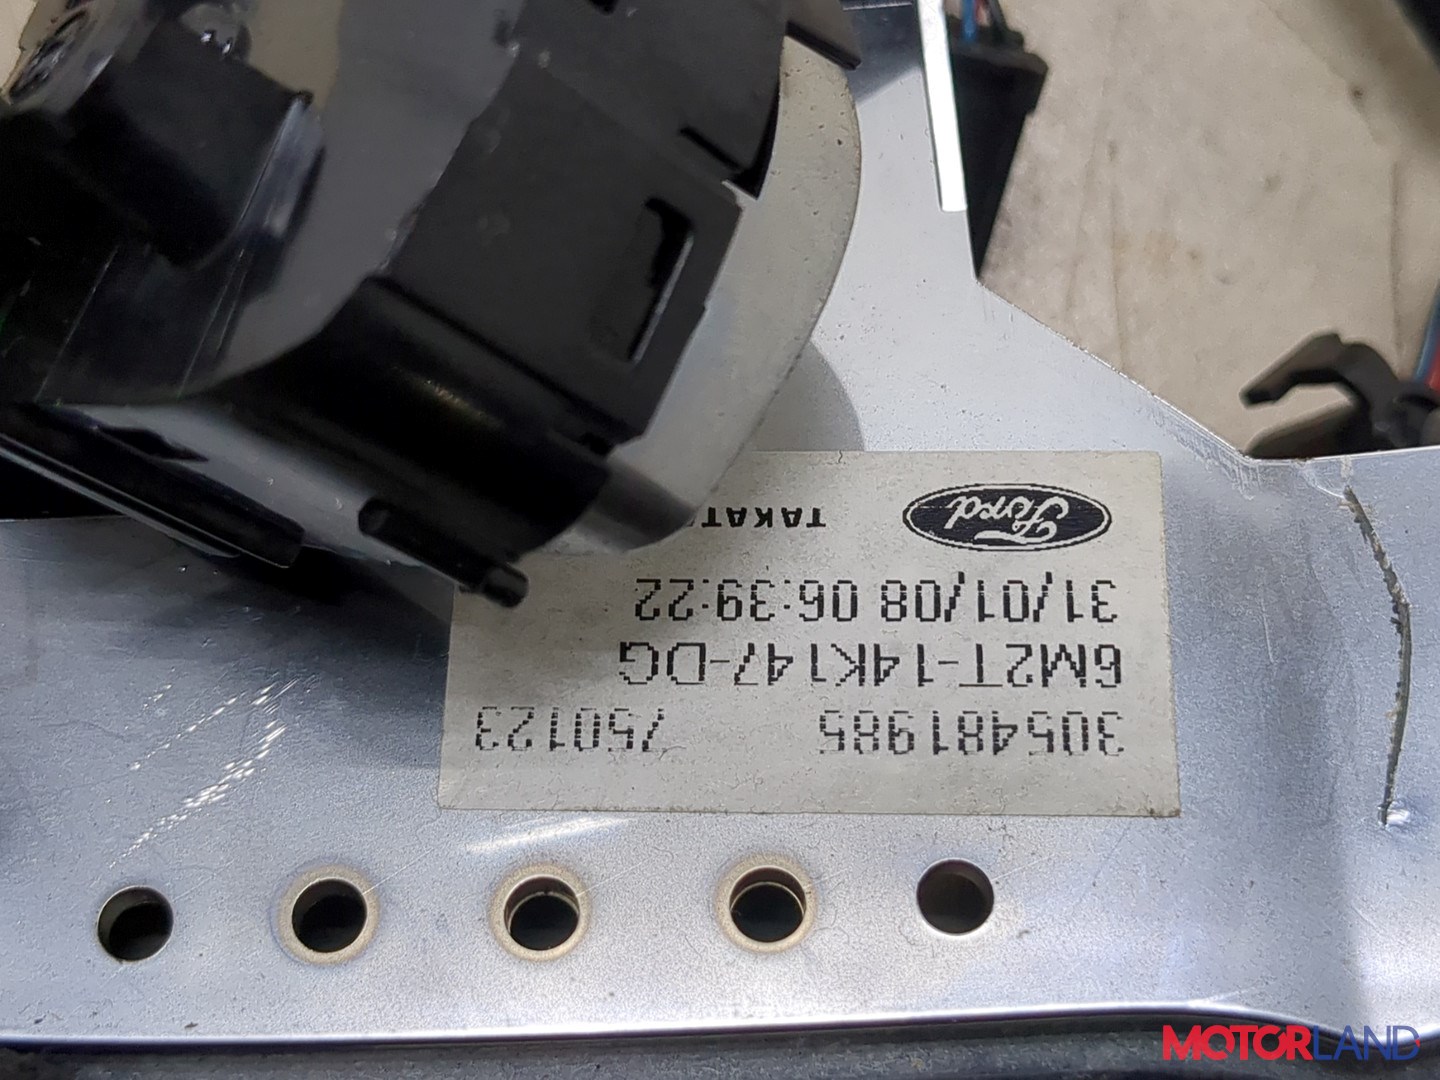 305481985 750123
6M2T-14K147-DG
31/01/08 06:39:22
Ford TAKAT
MOTORLAND